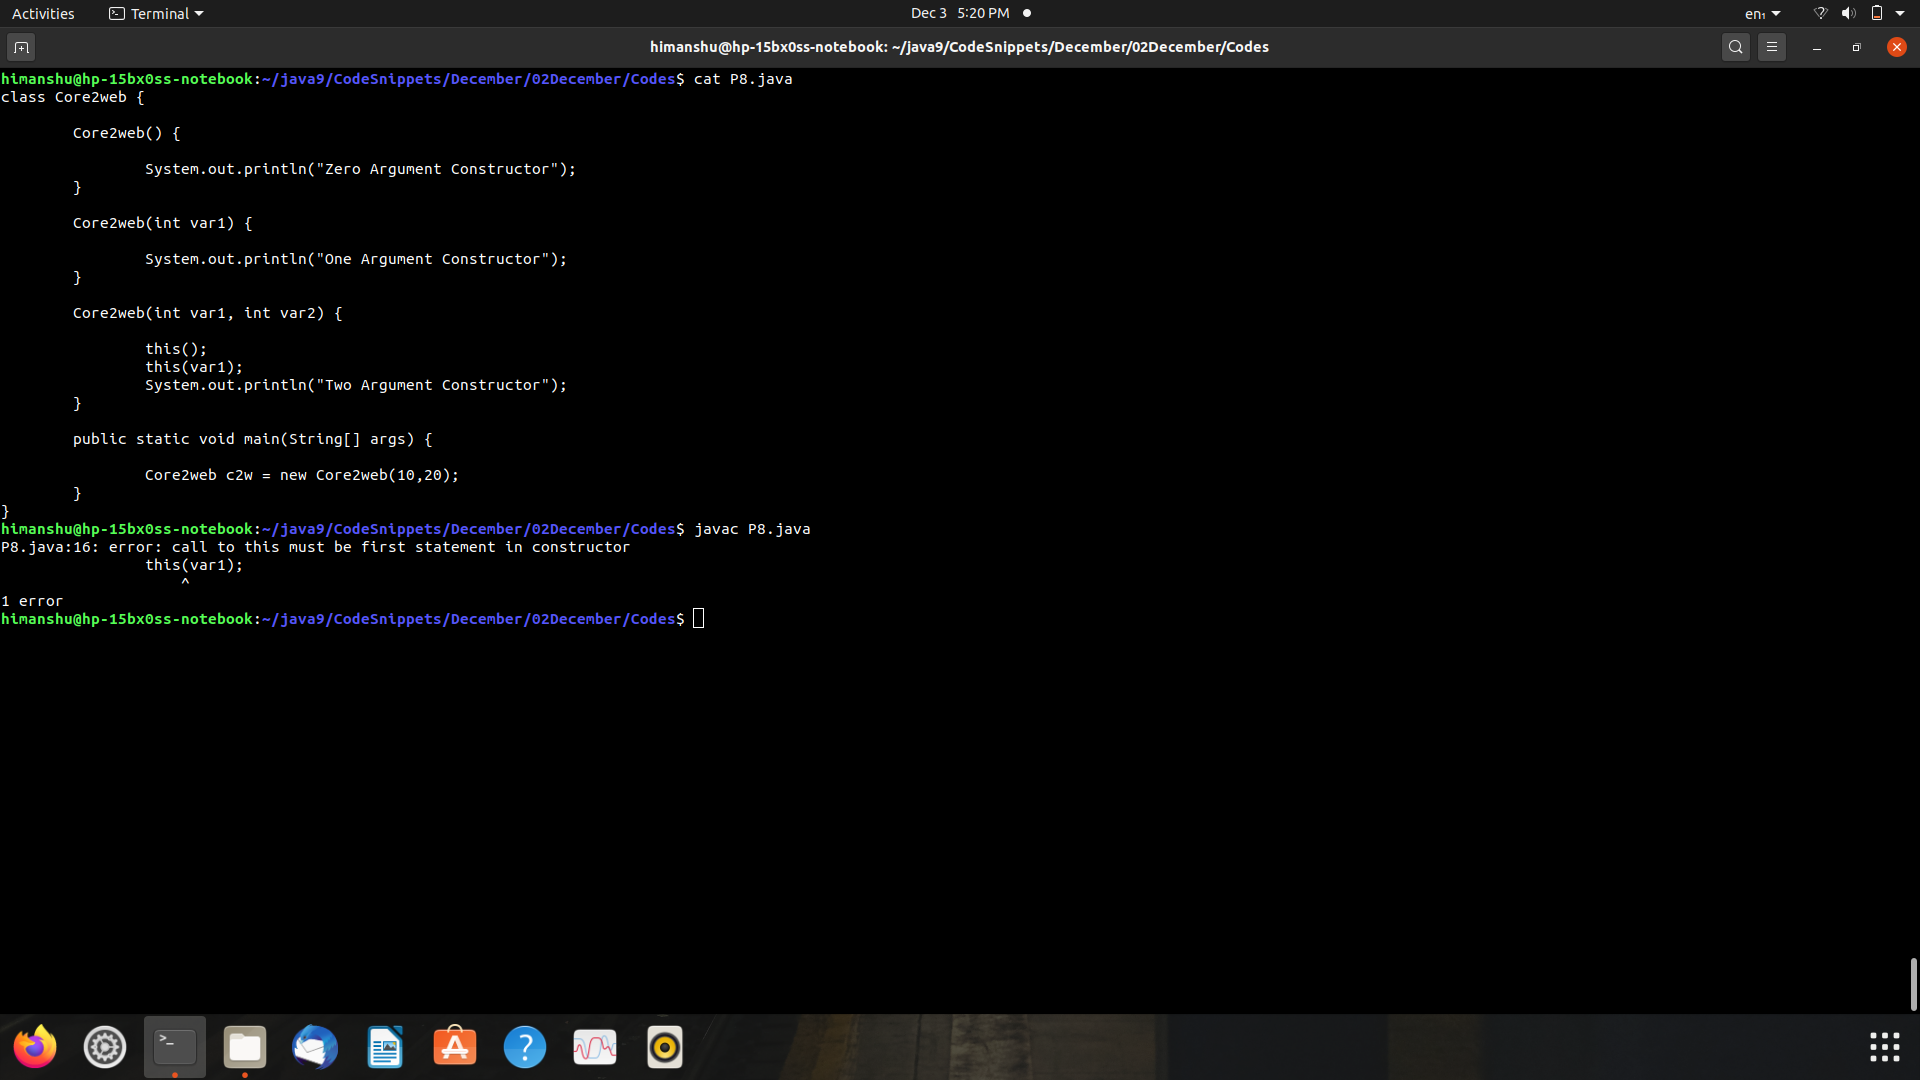 Activities Terminal Dec 3 5:20 PM en₁
himanshu@hp-15bx0ss-notebook: ~/java9/CodeSnippets/December/02December/Codes
himanshu@hp-15bx0ss-notebook:~/java9/CodeSnippets/December/02December/Codes$ cat P8.java
class Core2web {
Core2web() {
System.out.println("Zero Argument Constructor");
}
Core2web(int var1) {
System.out.println("One Argument Constructor");
}
Core2web(int var1, int var2) {
this();
this(var1);
System.out.println("Two Argument Constructor");
}
public static void main(String[] args) {
Core2web c2w = new Core2web(10,20);
}
}
himanshu@hp-15bx0ss-notebook:~/java9/CodeSnippets/December/02December/Codes$ javac P8.java
P8.java:16: error: call to this must be first statement in constructor
this(var1);
^
1 error
himanshu@hp-15bx0ss-notebook:~/java9/CodeSnippets/December/02December/Codes$